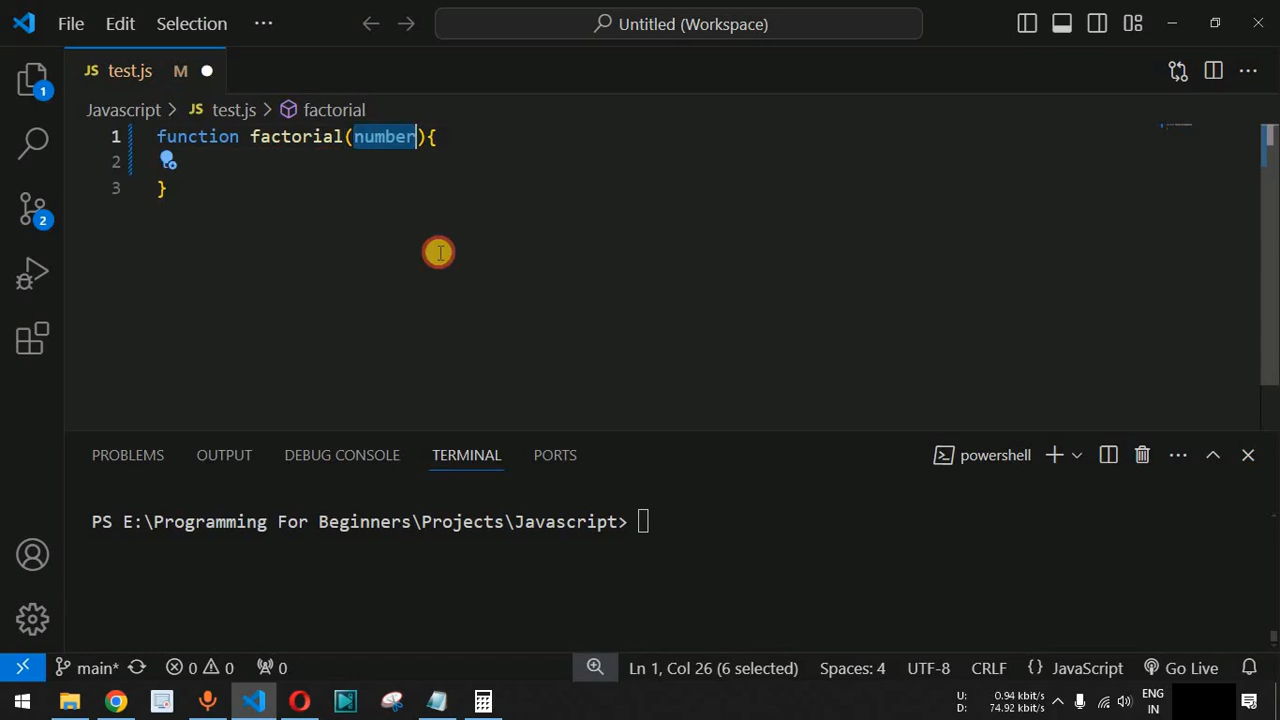 File Edit Selection ··· Untitled (Workspace)
JS test.js M
Javascript > JS test.js > factorial
1 function factorial(number){
2
3 }
1
2
PROBLEMS OUTPUT DEBUG CONSOLE TERMINAL PORTS powershell
PS E:\Programming For Beginners\Projects\Javascript>
main* 0 0 0 Ln 1, Col 26 (6 selected) Spaces: 4 UTF-8 CRLF {} JavaScript Go Live
U: 0.94 kbit/s ENG
D: 74.92 kbit/s IN